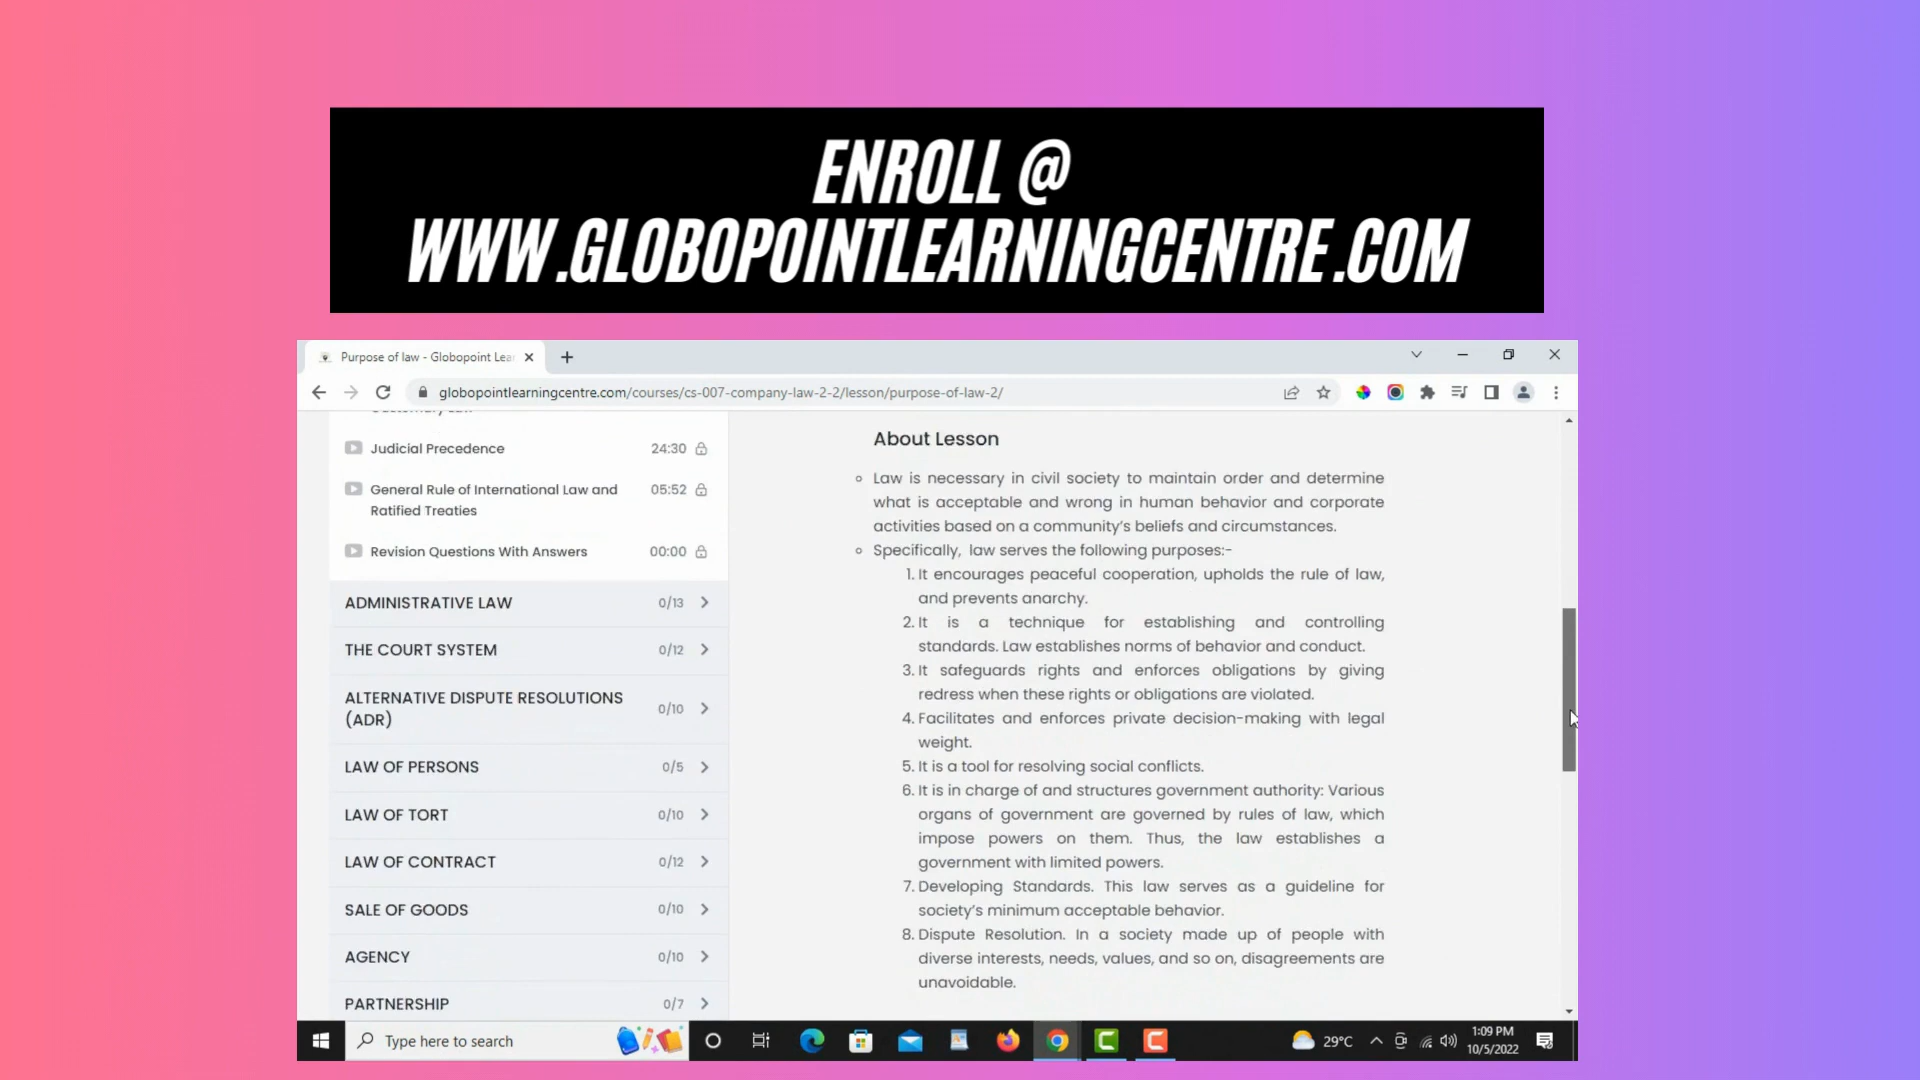 ENROLL @
WWW.GLOBOPOINTLEARNINGCENTRE.COM
Purpose of law - Globopoint Lea
globopointlearningcentre.com/courses/cs-007-company-law-2-2/lesson/purpose-of-law-2/
Judicial Precedence 24:30
General Rule of International Law and 05:52
Ratified Treaties
Revision Questions With Answers 00:00
ADMINISTRATIVE LAW 0/13
THE COURT SYSTEM 0/12
ALTERNATIVE DISPUTE RESOLUTIONS
(ADR) 0/10
LAW OF PERSONS 0/5
LAW OF TORT 0/10
LAW OF CONTRACT 0/12
SALE OF GOODS 0/10
AGENCY 0/10
PARTNERSHIP 0/7
About Lesson
Law is necessary in civil society to maintain order and determine
what is acceptable and wrong in human behavior and corporate
activities based on a community's beliefs and circumstances.
Specifically, law serves the following purposes:-
1. It encourages peaceful cooperation, upholds the rule of law,
and prevents anarchy.
2. It is a technique for establishing and controlling
standards. Law establishes norms of behavior and conduct.
3. It safeguards rights and enforces obligations by giving
redress when these rights or obligations are violated.
4. Facilitates and enforces private decision-making with legal
weight.
5. It is a tool for resolving social conflicts.
6. It is in charge of and structures government authority: Various
organs of government are governed by rules of law, which
impose powers on them. Thus, the law establishes a
government with limited powers.
7. Developing Standards. This law serves as a guideline for
society's minimum acceptable behavior.
8. Dispute Resolution. In a society made up of people with
diverse interests, needs, values, and so on, disagreements are
unavoidable.
Type here to search
29°C
1:09 PM
10/5/2022